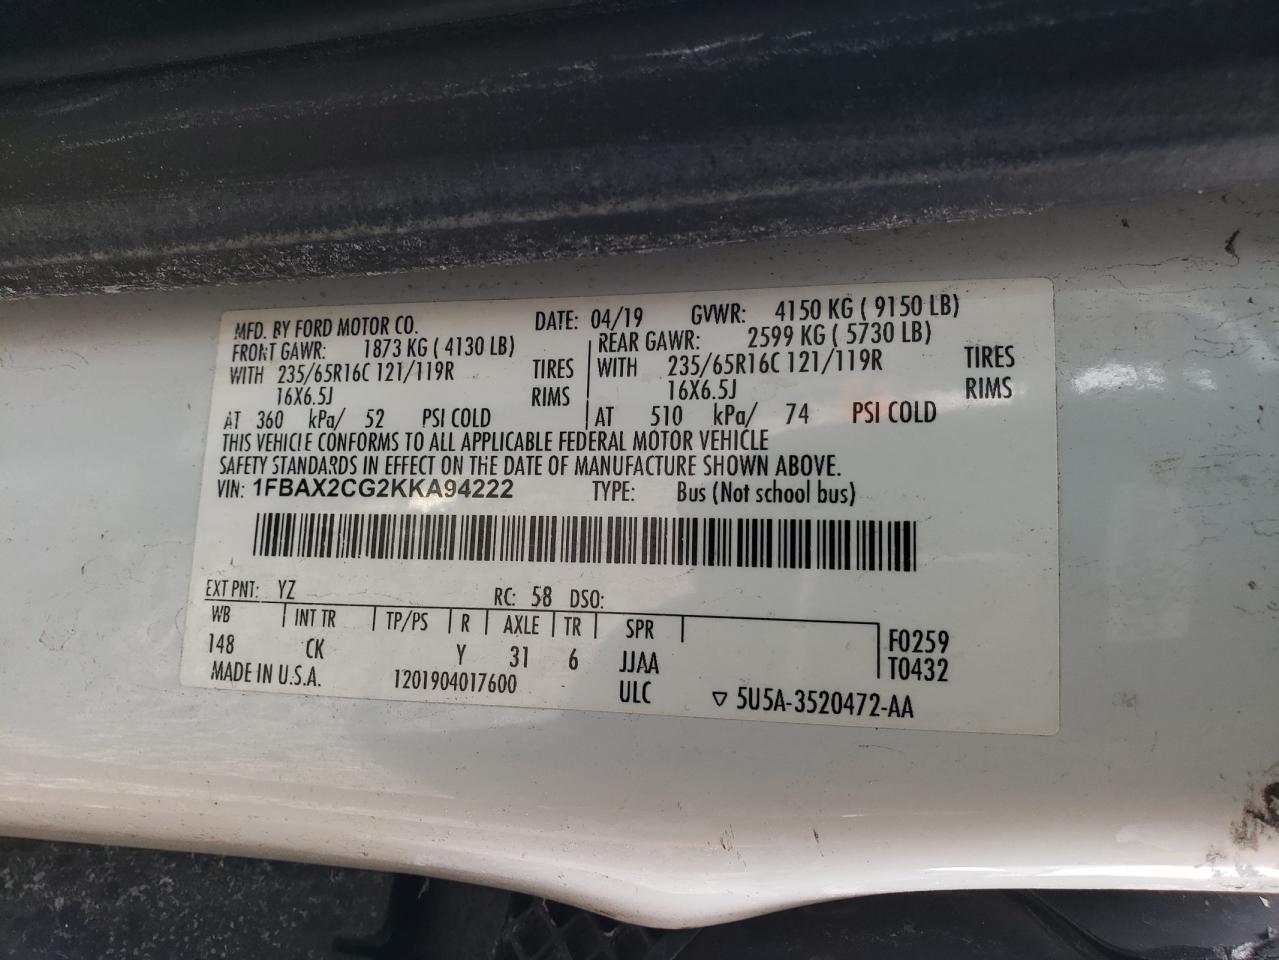 MFD. BY FORD MOTOR CO. DATE: 04/19 GVWR: 4150 KG ( 9150 LB)
FRONT GAWR: 1873 KG ( 4130 LB) REAR GAWR: 2599 KG ( 5730 LB)
WITH 235/65R16C 121/119R TIRES WITH 235/65R16C 121/119R TIRES
16X6.5J RIMS 16X6.5J RIMS
AT 360 kPa/ 52 PSI COLD AT 510 kPa/ 74 PSI COLD
THIS VEHICLE CONFORMS TO ALL APPLICABLE FEDERAL MOTOR VEHICLE
SAFETY STANDARDS IN EFFECT ON THE DATE OF MANUFACTURE SHOWN ABOVE.
VIN: 1FBAX2CG2KKA94222 TYPE: Bus (Not school bus)
EXT PNT: YZ RC: 58 DSO:
WB INT TR TP/PS R AXLE TR SPR
148 CK Y 31 6 JJAA
F0259
T0432
MADE IN U.S.A. 1201904017600 ULC ▽ 5U5A-3520472-AA